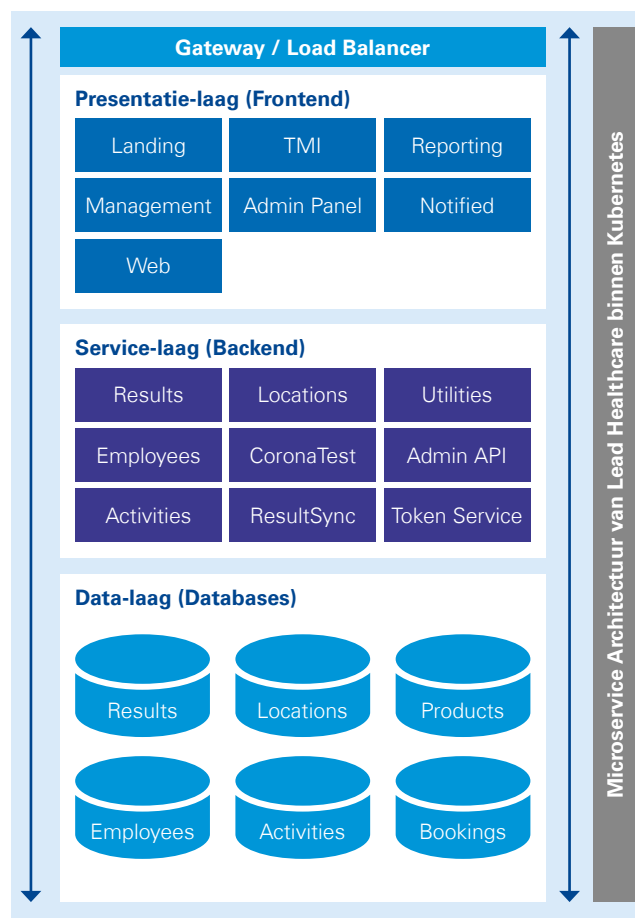 Gateway / Load Balancer
Presentatie-laag (Frontend)
Landing
TMI
Reporting
Management
Admin Panel
Notified
Web
Service-laag (Backend)
Results
Locations
Utilities
Employees
CoronaTest
Admin API
Activities
ResultSync
Token Service
Data-laag (Databases)
Results
Locations
Products
Employees
Activities
Bookings
Microservice Architectuur van Lead Healthcare binnen Kubernetes